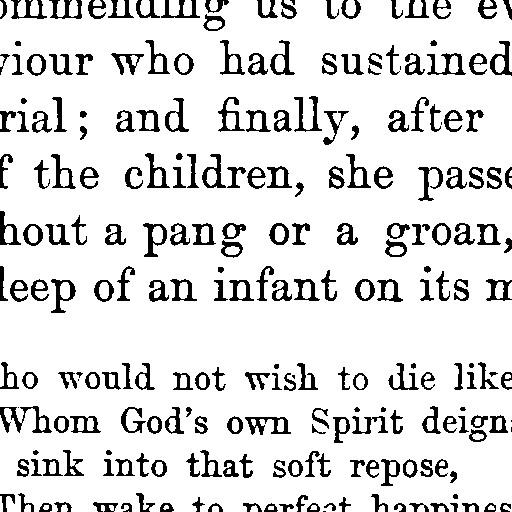 ommending us to the ev
viour who had sustained
rial; and finally, after
f the children, she passe
hout a pang or a groan,
leep of an infant on its m
ho would not wish to die like
Whom God's own Spirit deigns
sink into that soft repose,
Then wake to perfect happines